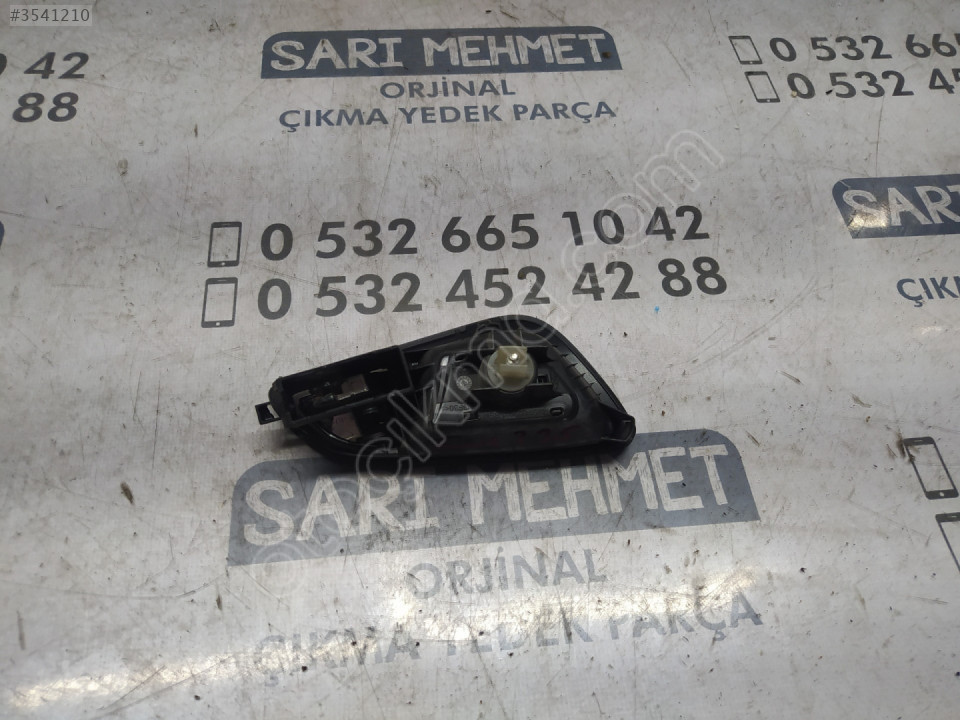 #3541210
SARI MEHMET
ORJİNAL
ÇIKMA YEDEK PARÇA
42
88
0 532 665
0 532 45
0 532 665 10 42
0 532 452 42 88
SAR
ÇIK
SARI MEHMET
ORJİNAL
ÇIKMA YEDEK PARÇA